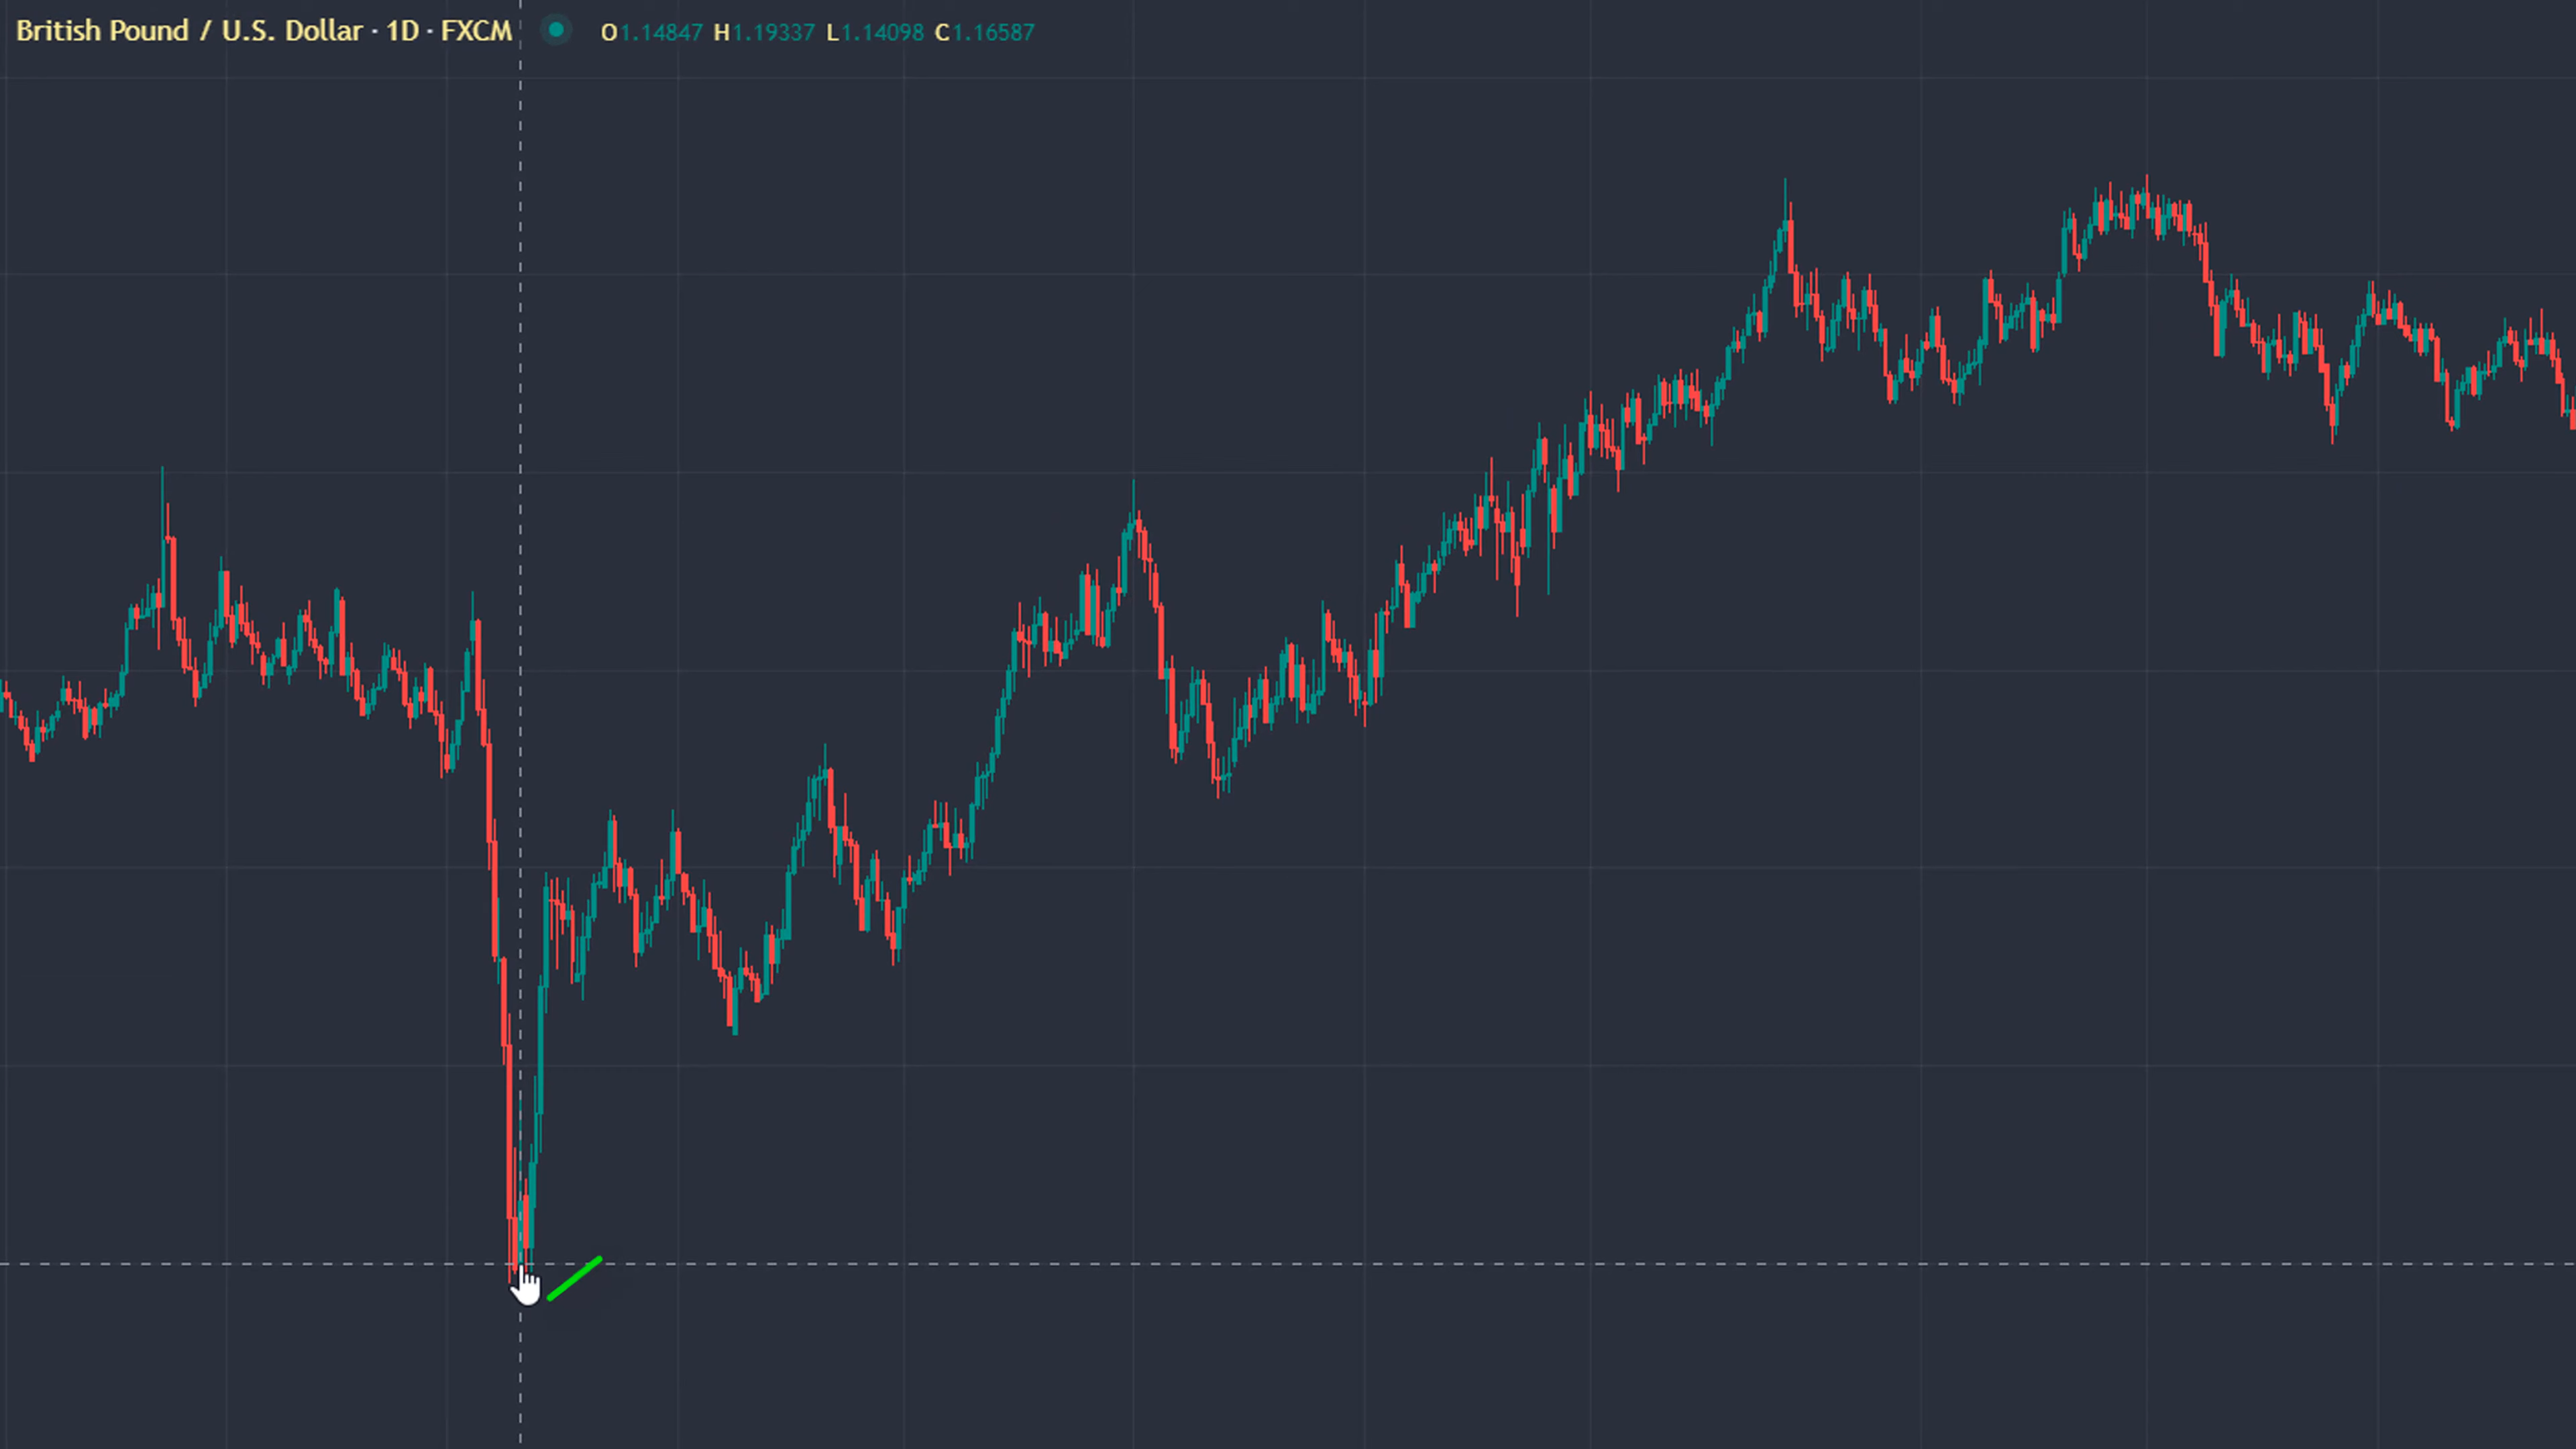 British Pound / U.S. Dollar · 1D · FXCM O1.14847 H1.19337 L1.14098 C1.16587